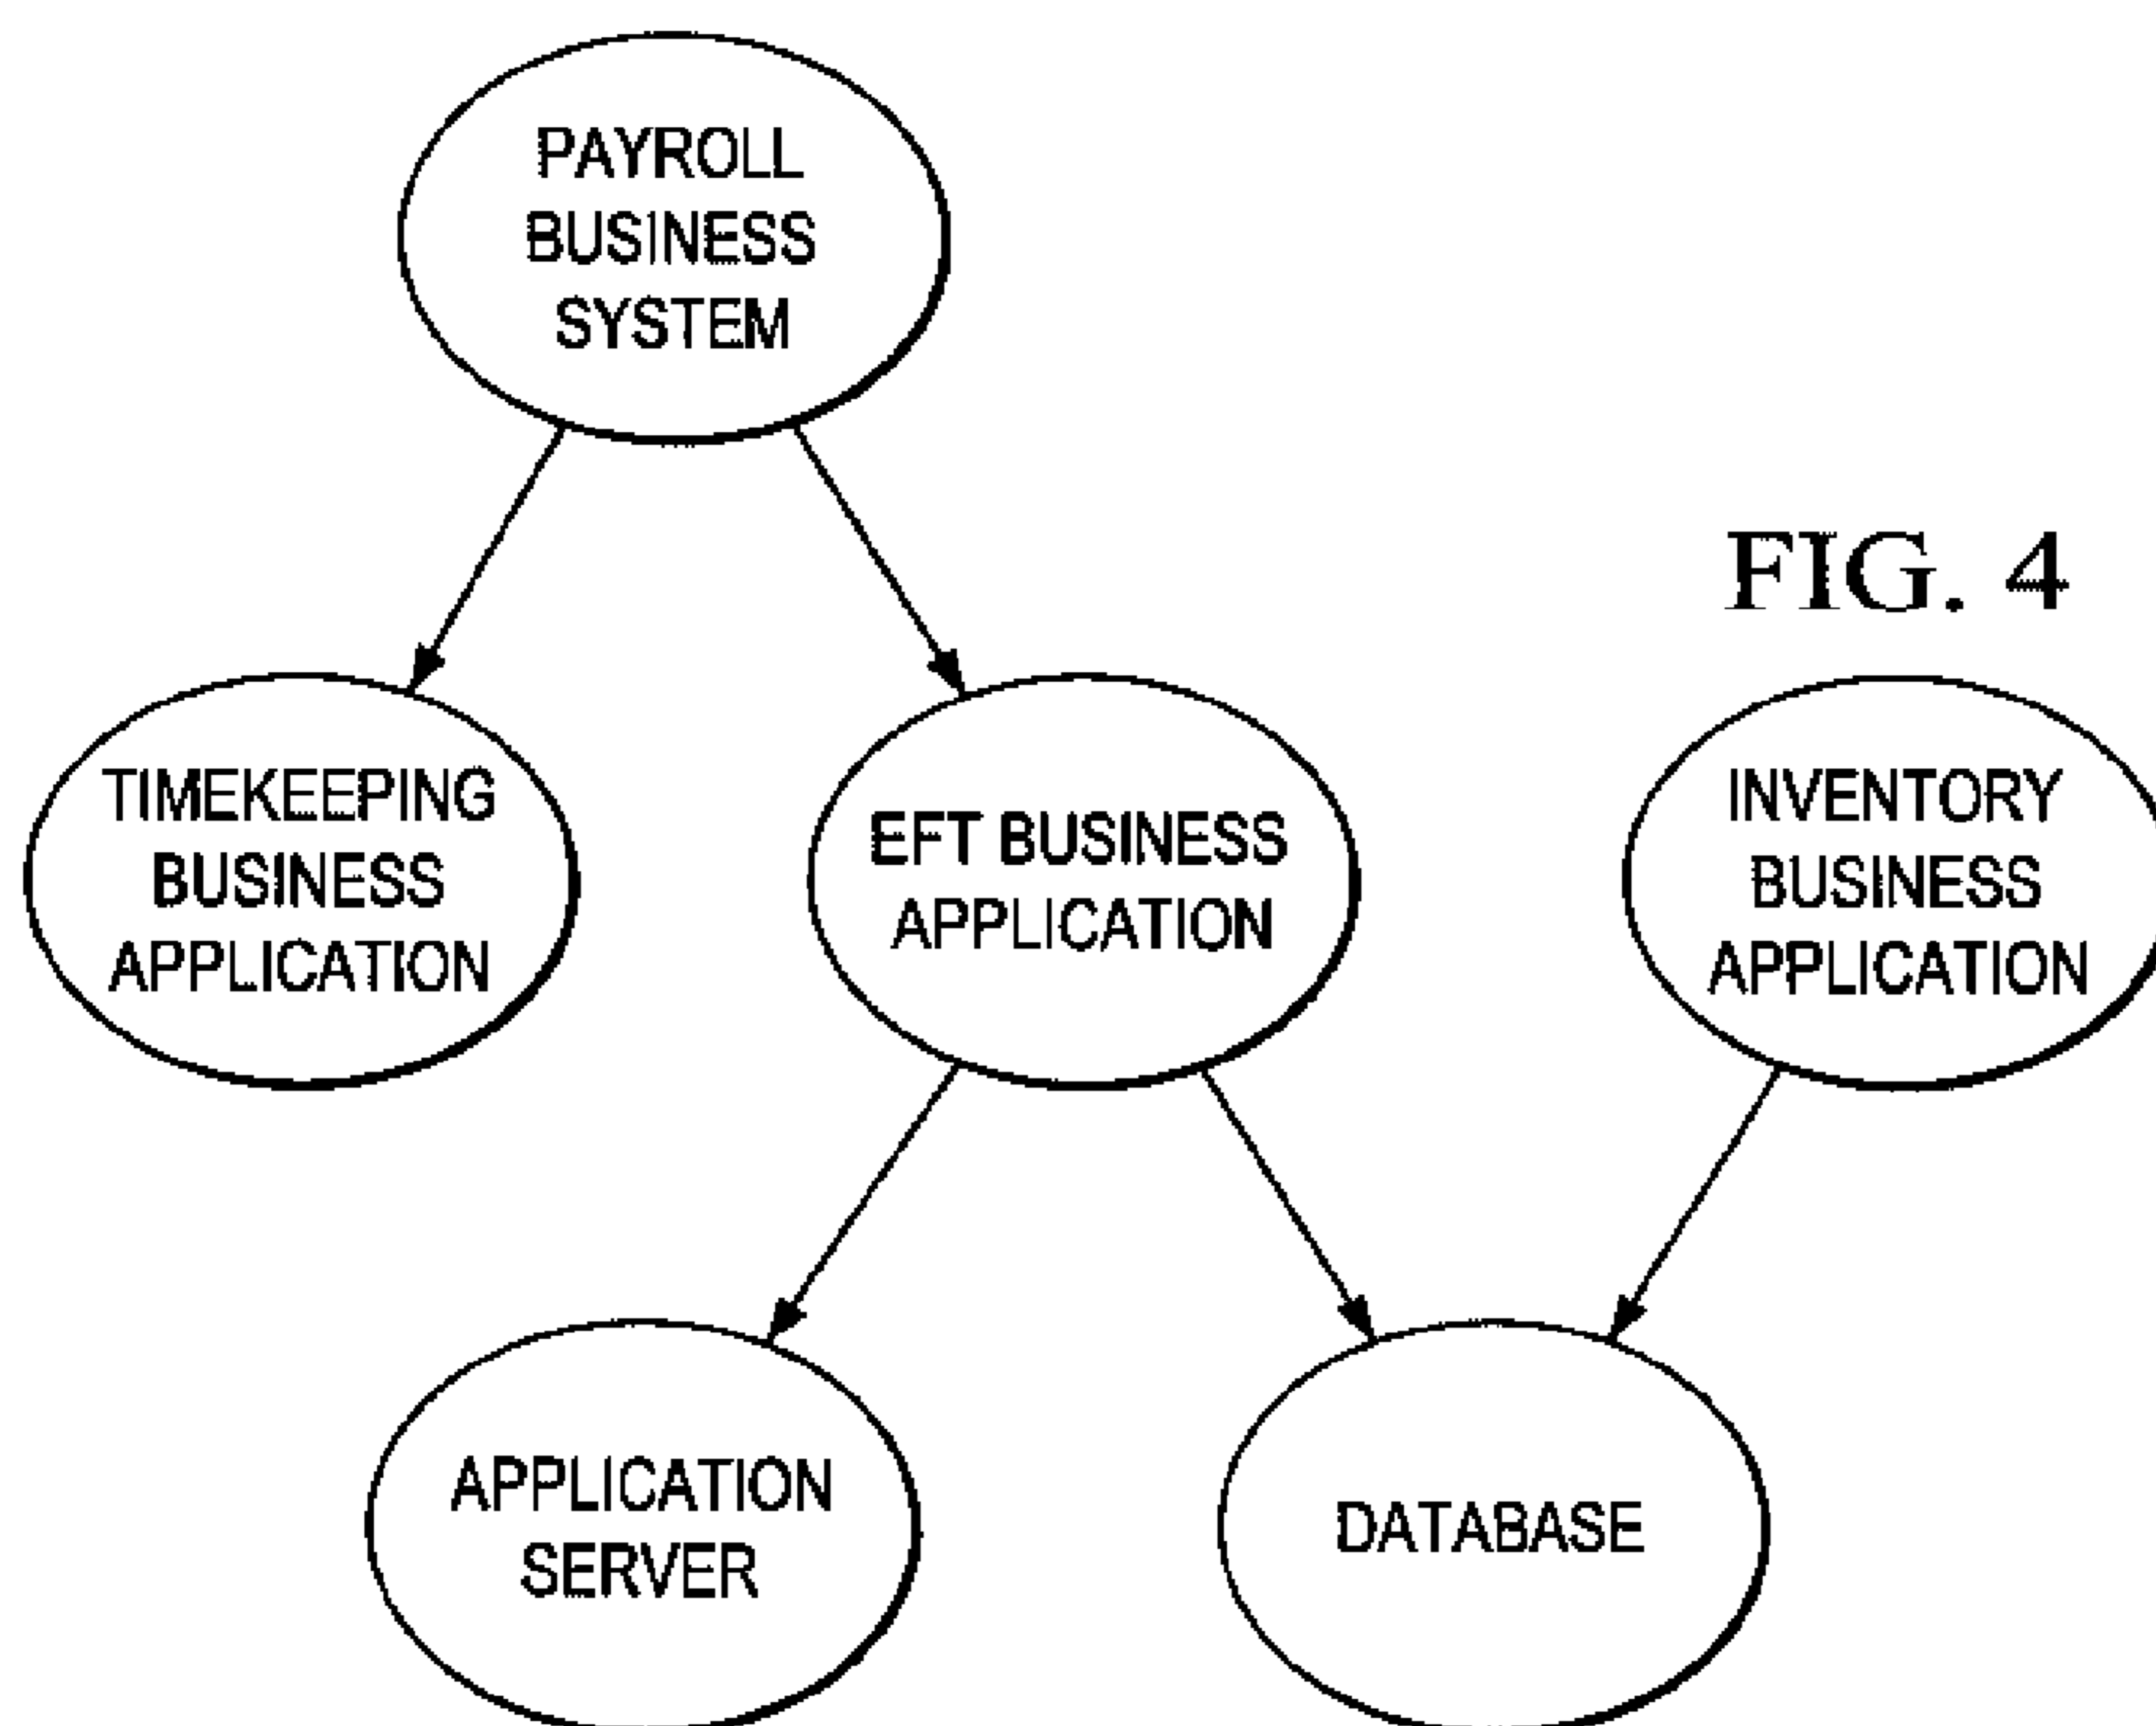 PAYROLL
BUSINESS
SYSTEM
FIG. 4
TIMEKEEPING
BUSINESS
APPLICATION
EFT BUSINESS
APPLICATION
INVENTORY
BUSINESS
APPLICATION
APPLICATION
SERVER
DATABASE